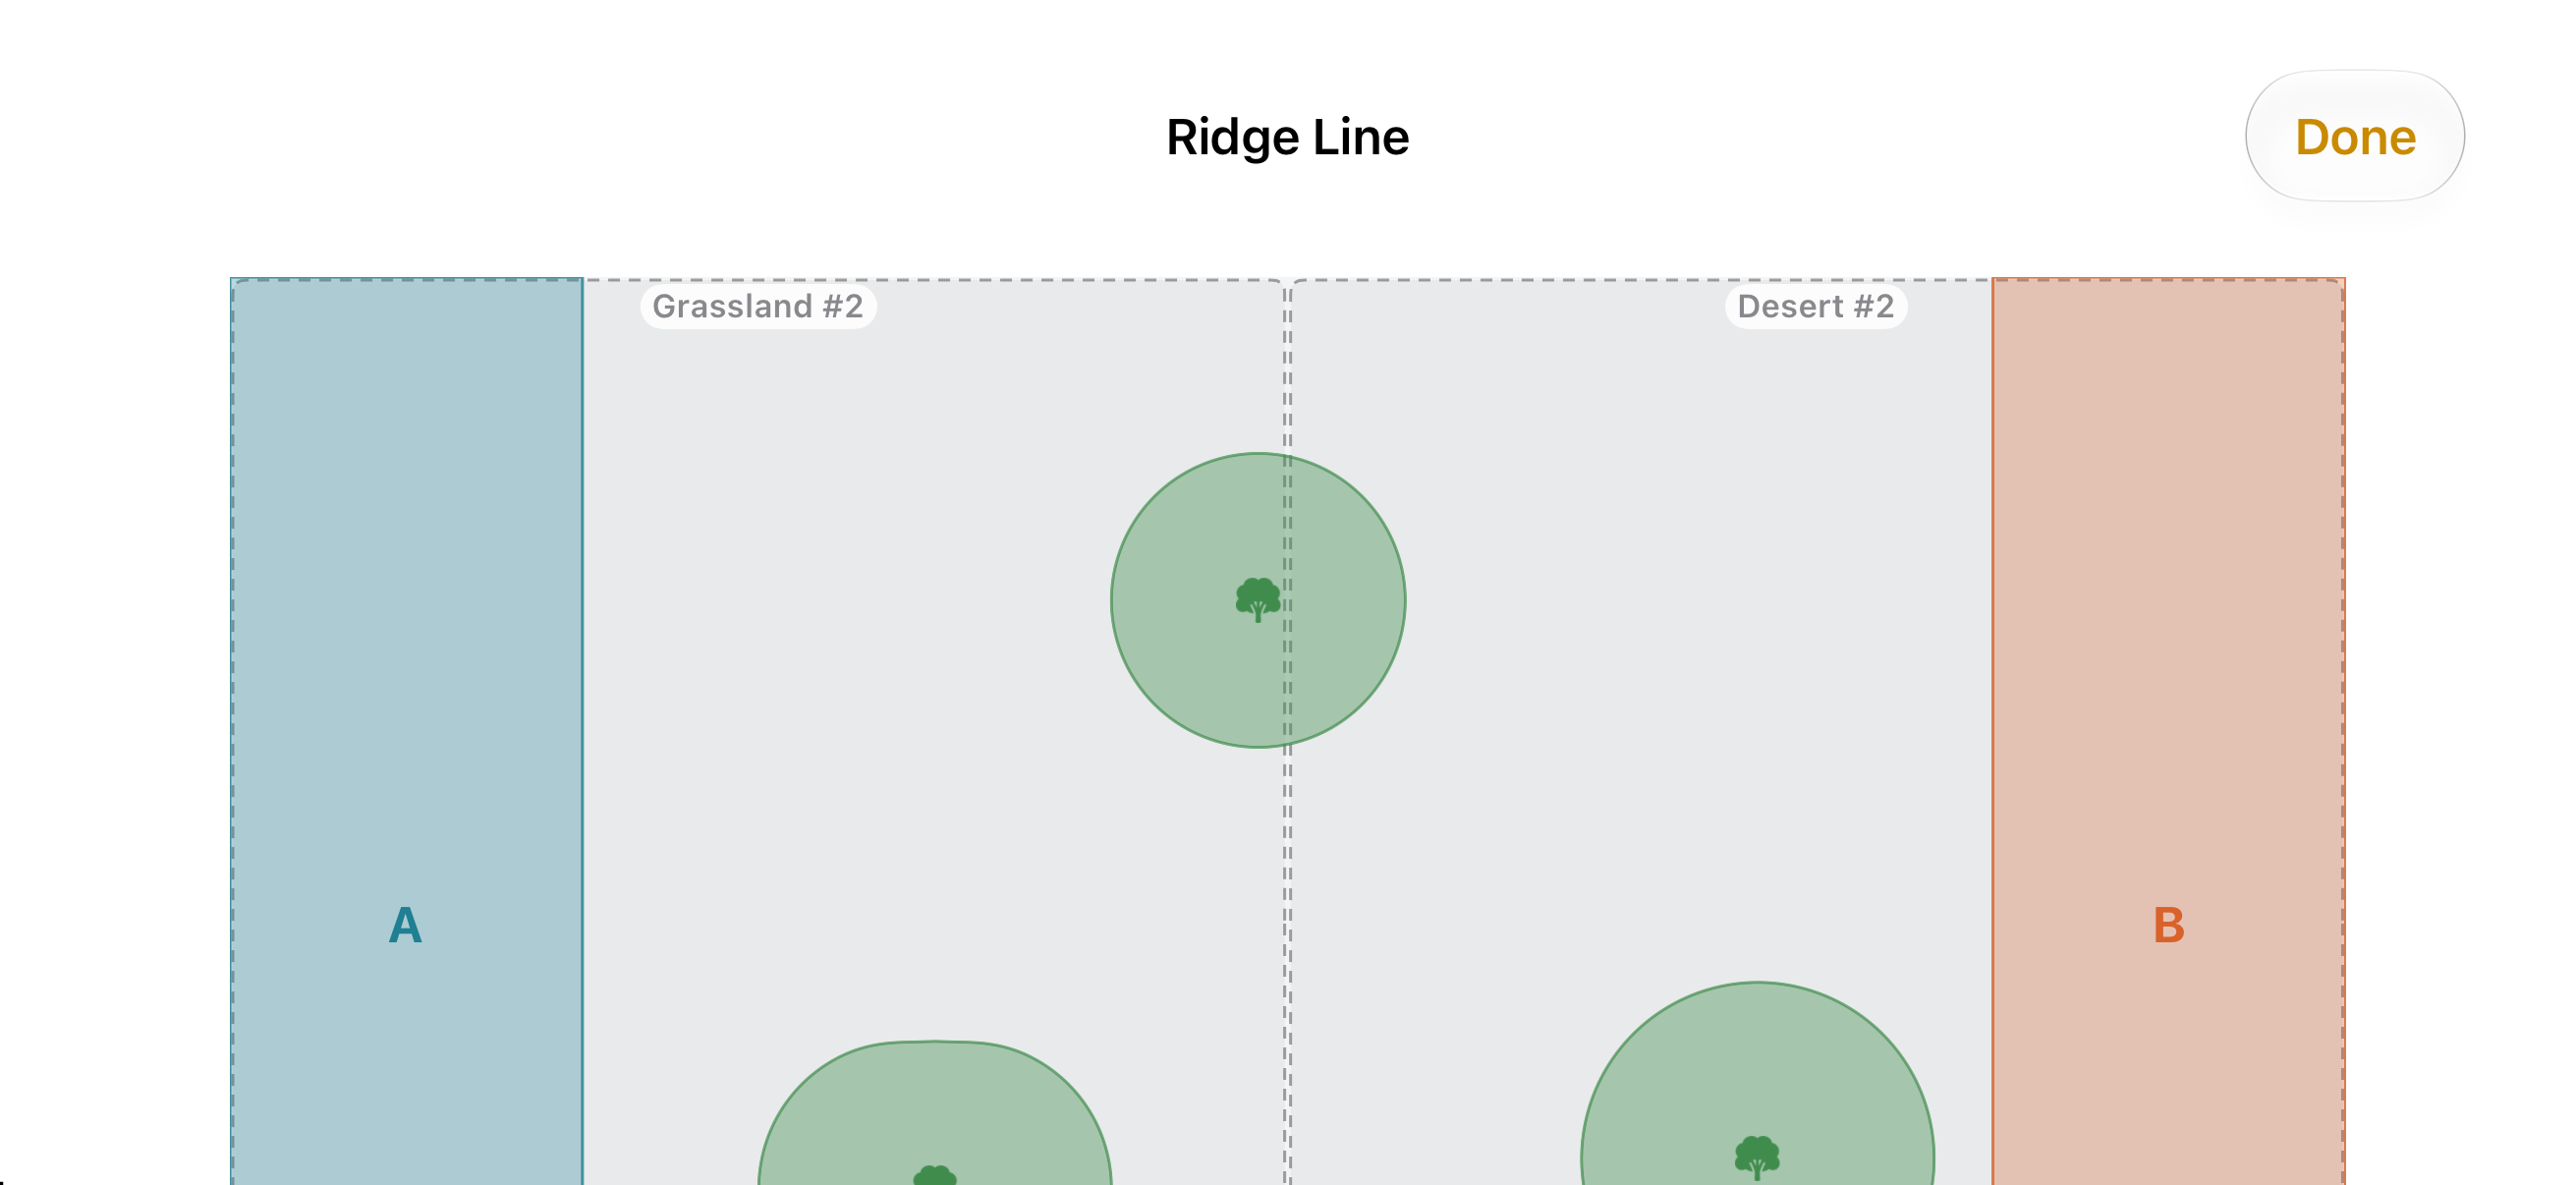 Ridge Line
Done
Grassland #2
Desert #2
A
B